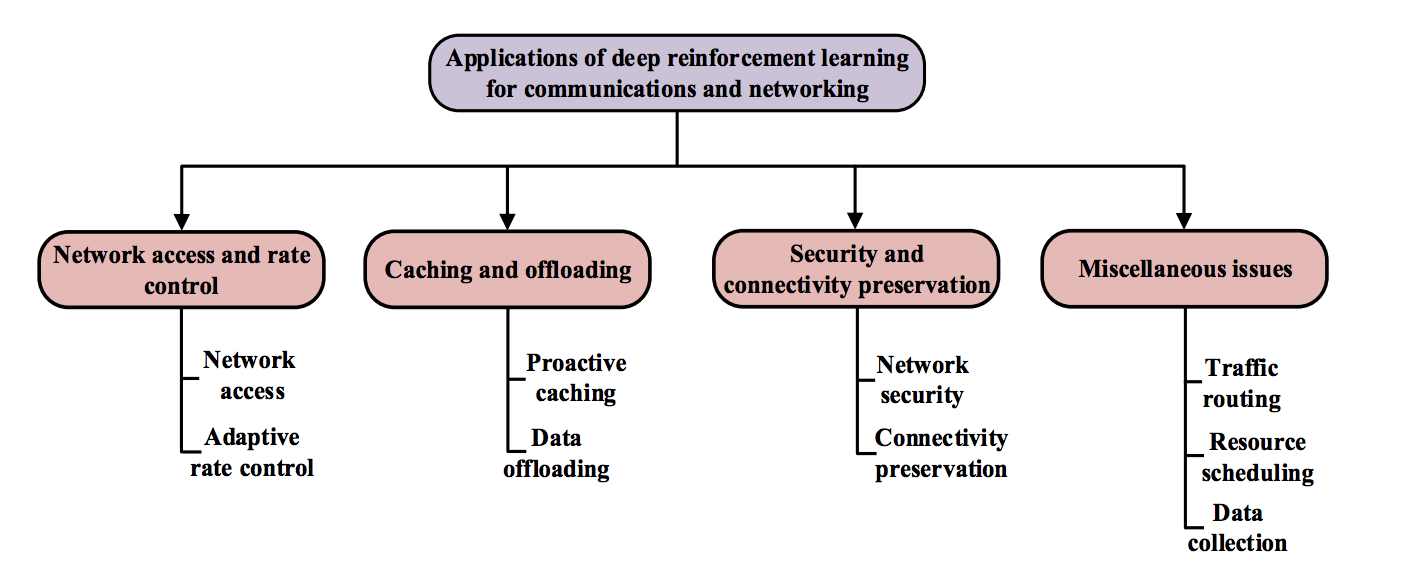 Applications of deep reinforcement learning
for communications and networking
Network access and rate
control
Caching and offloading
Security and
connectivity preservation
Miscellaneous issues
Network
access
Adaptive
rate control
Proactive
caching
Data
offloading
Network
security
Connectivity
preservation
Traffic
routing
Resource
scheduling
Data
collection